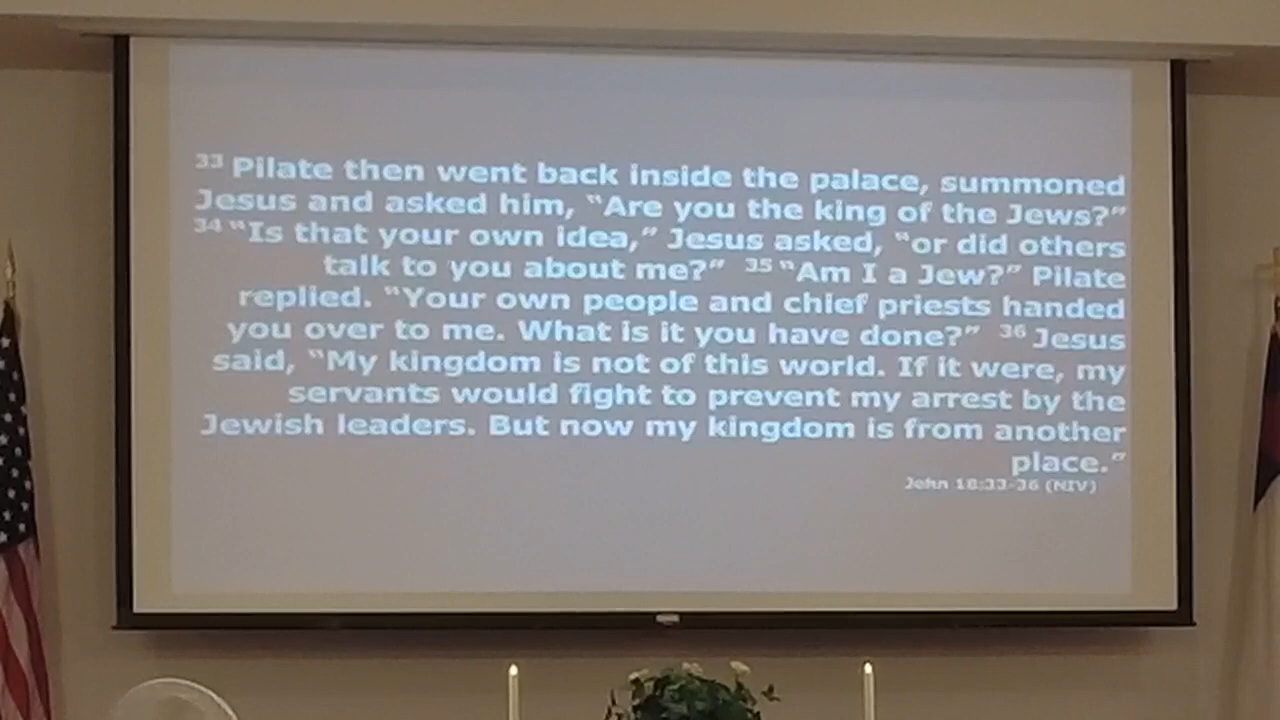 33 Pilate then went back inside the palace, summoned
Jesus and asked him, “Are you the king of the Jews?”
34 “Is that your own idea,” Jesus asked, “or did others
talk to you about me?” 35 “Am I a Jew?” Pilate
replied. “Your own people and chief priests handed
you over to me. What is it you have done?” 36 Jesus
said, “My kingdom is not of this world. If it were, my
servants would fight to prevent my arrest by the
Jewish leaders. But now my kingdom is from another
place.”
John 18:33-36 (NIV)